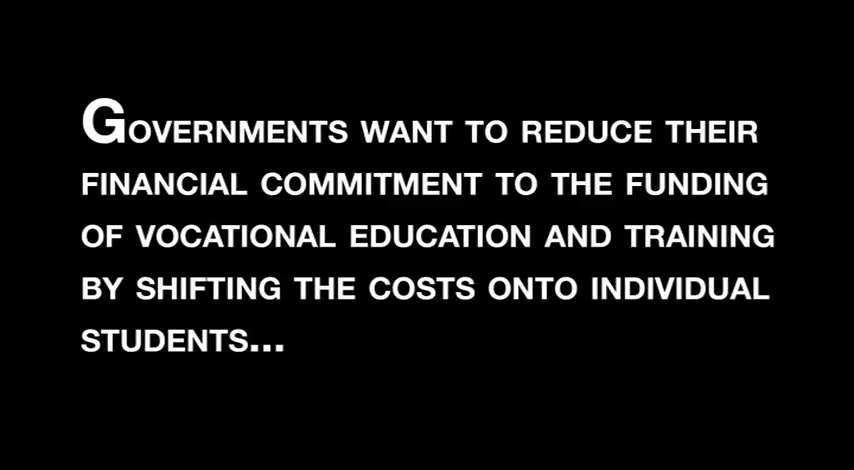 Governments want to reduce their
financial commitment to the funding
of vocational education and training
by shifting the costs onto individual
students...